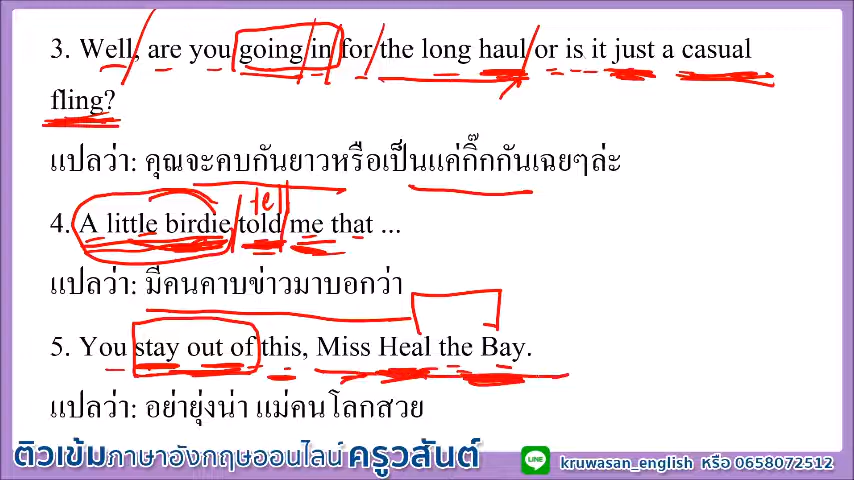 3. Well, are you going in for the long haul or is it just a casual
fling?
แปลว่า: คุณจะคบกันยาวหรือเป็นแค่กิ๊กกันเฉยๆล่ะ
tell
4. A little birdie told me that ...
แปลว่า: มีคนคาบข่าวมาบอกว่า
5. You stay out of this, Miss Heal the Bay.
แปลว่า: อย่ายุ่งน่า แม่คนโลกสวย
ติวเข้มภาษาอังกฤษออนไลน์ ครูวสันต์
LINE kruwasan_english หรือ 0658072512